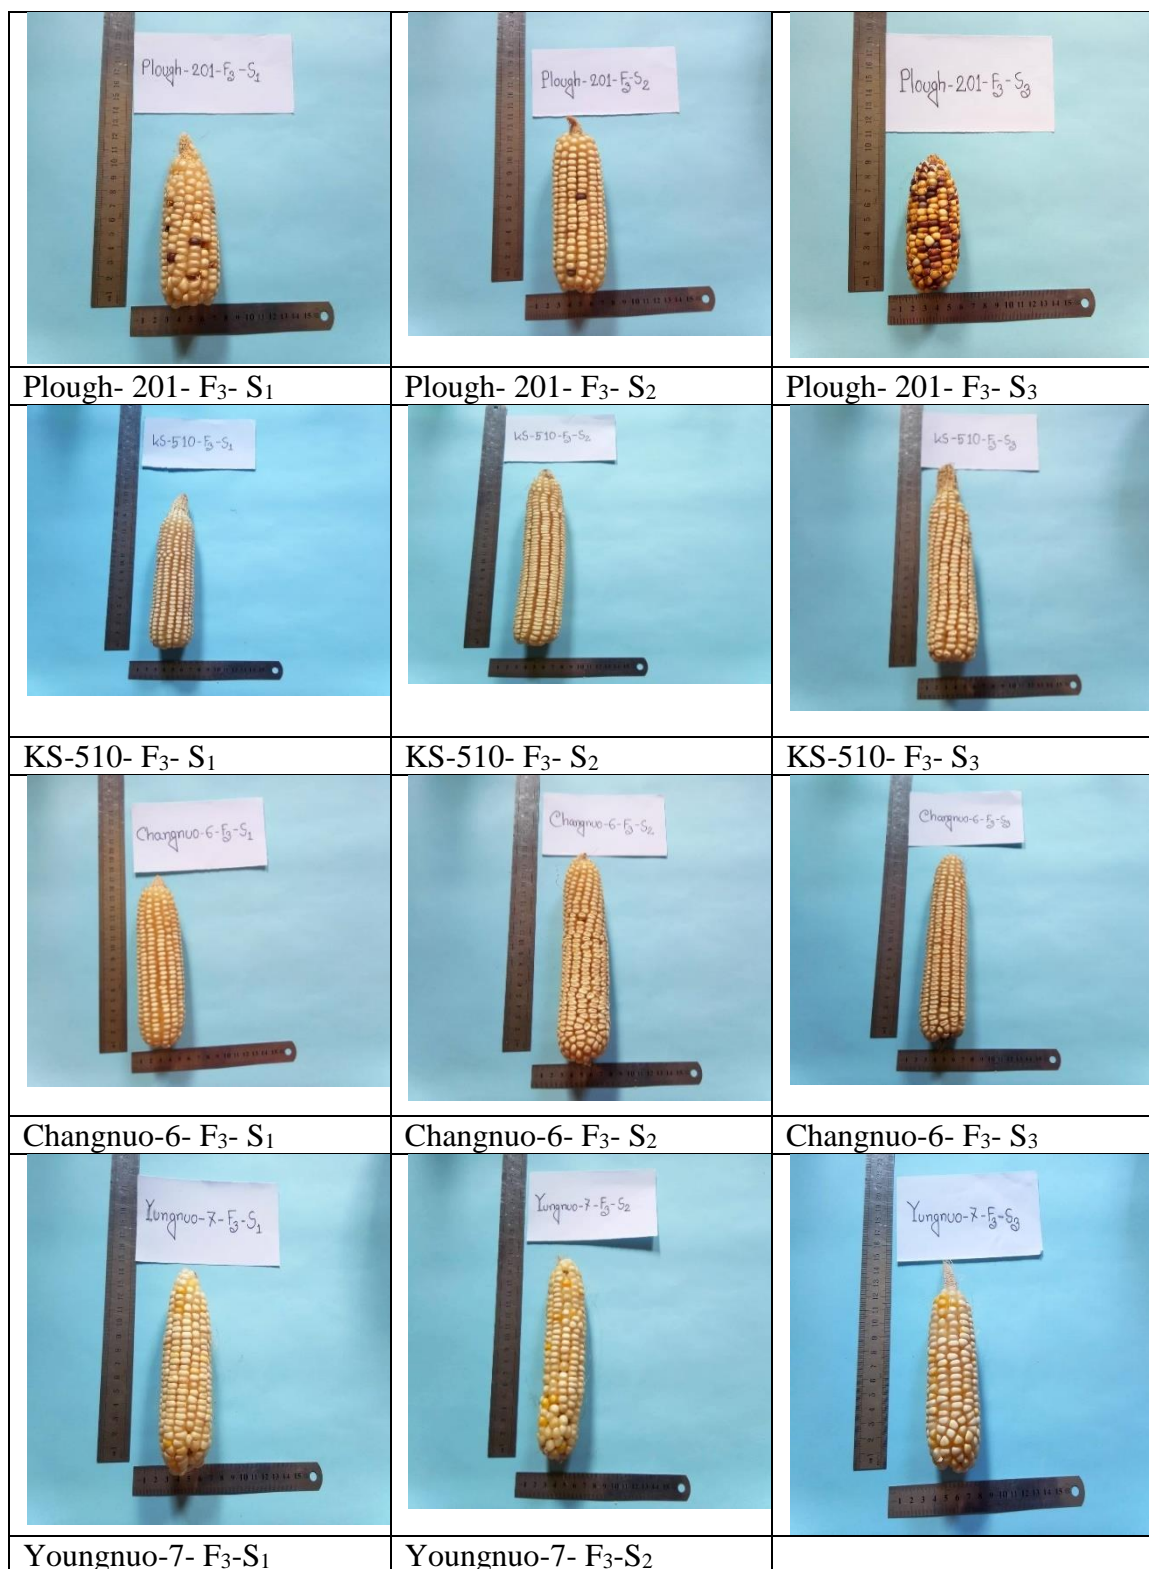 Plough-201-F3-S1
Plough-201-F3-S2
Plough-201-F3-S3
Plough- 201- F3- S1
Plough- 201- F3- S2
Plough- 201- F3- S3
KS-510-F3-S1
KS-510-F3-S2
KS-510-F3-S3
KS-510- F3- S1
KS-510- F3- S2
KS-510- F3- S3
Changnuo-6-F3-S1
Changnuo-6-F3-S2
Changnuo-6-F3-S3
Changnuo-6- F3- S1
Changnuo-6- F3- S2
Changnuo-6- F3- S3
Yungnuo-7-F3-S1
Yungnuo-7-F3-S2
Yungnuo-7-F3-S3
Youngnuo-7- F3-S1
Youngnuo-7- F3-S2